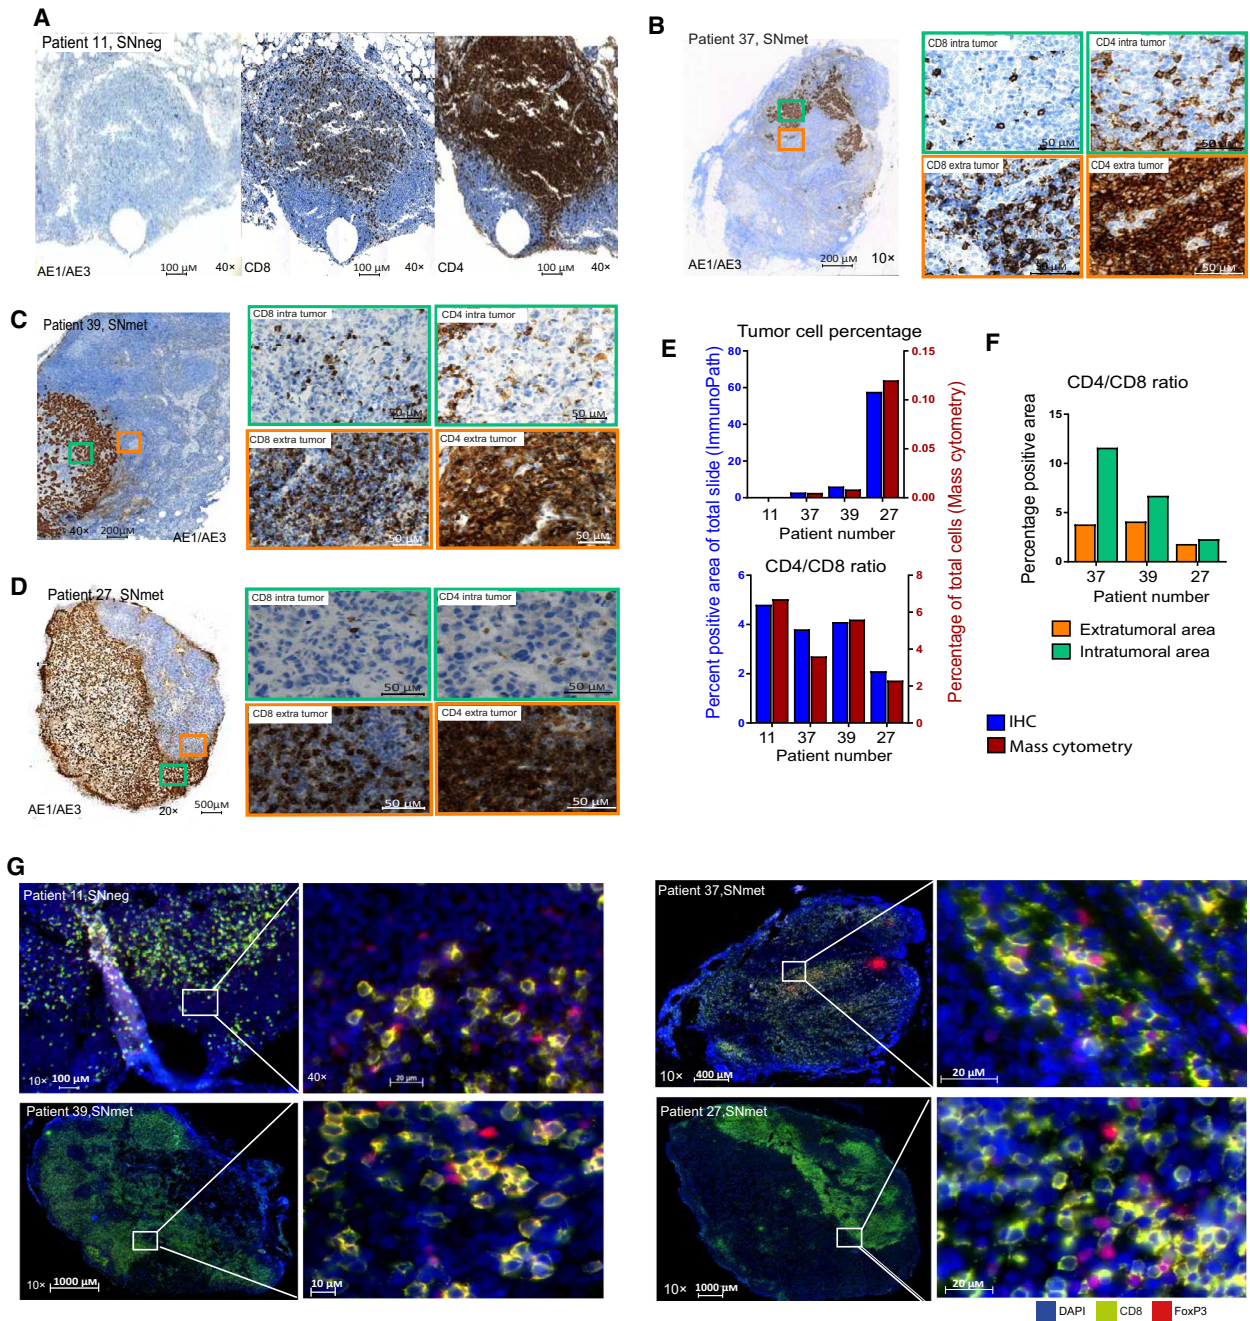 A
Patient 11, SNneg
AE1/AE3
100 µM
40×
CD8
100 µM
40×
CD4
100 µM
40×
B
Patient 37, SNmet
AE1/AE3
200 µM
10×
CD8 intra tumor
50 µM
CD4 intra tumor
50 µM
CD8 extra tumor
50 µM
CD4 extra tumor
50 µM
C
Patient 39, SNmet
40×
200µM
AE1/AE3
CD8 intra tumor
50 µM
CD4 intra tumor
50 µM
CD8 extra tumor
50 µM
CD4 extra tumor
50 µM
D
Patient 27, SNmet
AE1/AE3
20×
500µM
CD8 intra tumor
50 µM
CD4 intra tumor
50 µM
CD8 extra tumor
50 µM
CD4 extra tumor
50 µM
E
Tumor cell percentage
80
60
40
20
0
0.15
0.10
0.05
0.00
11
37
39
27
Patient number
CD4/CD8 ratio
6
4
2
0
8
6
4
2
0
11
37
39
27
Patient number
Percent positive area of total slide (ImmunoPath)
Percentage of total cells (Mass cytometry)
IHC
Mass cytometry
F
CD4/CD8 ratio
Percentage positive area
15
10
5
0
37
39
27
Patient number
Extratumoral area
Intratumoral area
G
Patient 11,SNneg
10×
100 µM
40×
20 µm
Patient 37,SNmet
10×
400 µM
20 µM
Patient 39,SNmet
10×
1000 µM
10 µM
Patient 27,SNmet
10×
1000 µM
20 µM
DAPI
CD8
FoxP3